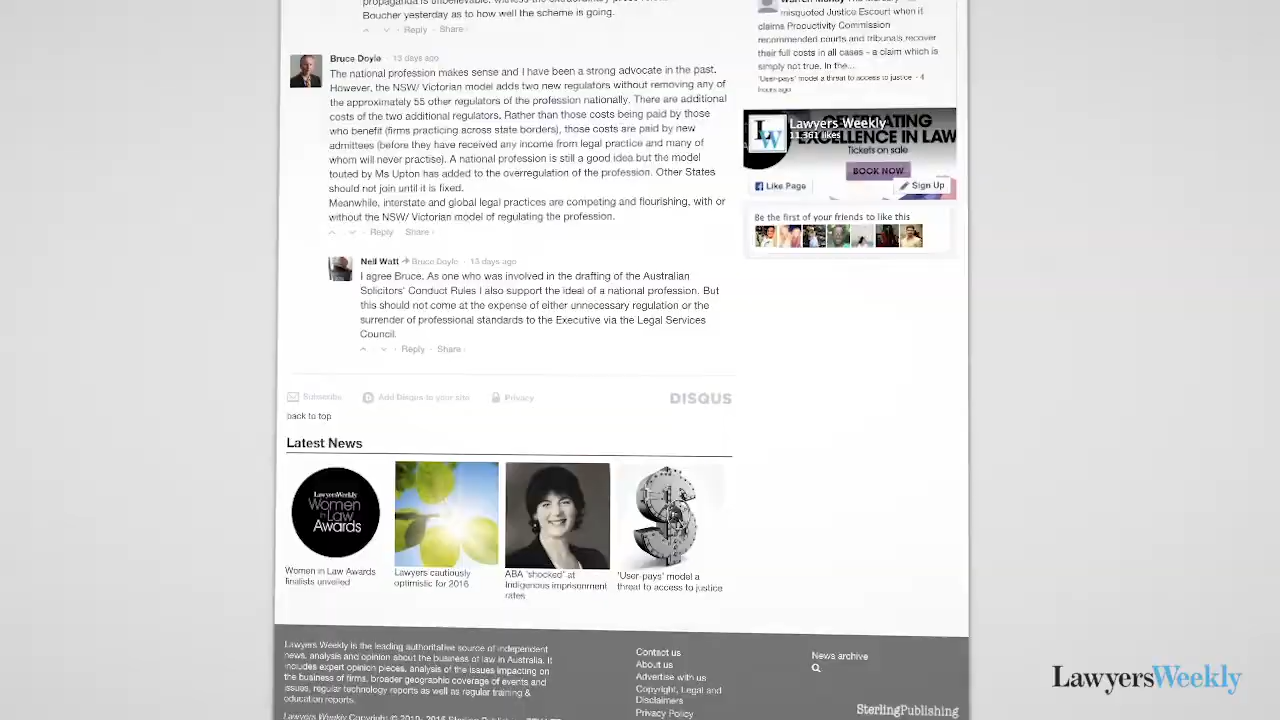 Boucher yesterday as to how well the scheme is going.
Reply · Share ›
Bruce Doyle · 13 days ago
The national profession makes sense and I have been a strong advocate in the past.
However, the NSW/ Victorian model adds two new regulators without removing any of
the approximately 55 other regulators of the profession nationally. There are additional
costs of the two additional regulators. Rather than those costs being paid by those
who benefit (firms practicing across state borders), those costs are paid by new
admittees (before they have received any income from legal practice and many of
whom will never practise). A national profession is still a good idea but the model
touted by Ms Upton has added to the overregulation of the profession. Other States
should not join until it is fixed.
Meanwhile, interstate and global legal practices are competing and flourishing, with or
without the NSW/ Victorian model of regulating the profession.
Reply Share ›
Neil Watt → Bruce Doyle · 13 days ago
I agree Bruce. As one who was involved in the drafting of the Australian
Solicitors' Conduct Rules I also support the ideal of a national profession. But
this should not come at the expense of either unnecessary regulation or the
surrender of professional standards to the Executive via the Legal Services
Council.
Reply · Share ›
Subscribe Add Disqus to your site Privacy DISQUS
back to top
Latest News
LawyersWeekly
Women
in Law
Awards
Women in Law Awards
finalists unveiled
Lawyers cautiously
optimistic for 2016
ABA 'shocked' at
Indigenous imprisonment
rates
'User-pays' model a
threat to access to justice
misquoted Justice Escourt when it
claims Productivity Commission
recommended courts and tribunals recover
their full costs in all cases - a claim which is
simply not true. In the...
'User-pays' model a threat to access to justice - 4
hours ago
LW
Lawyers Weekly
11,361 likes
EXCELLENCE IN LAW
Tickets on sale
BOOK NOW
Like Page
Sign Up
Be the first of your friends to like this
Lawyers Weekly is the leading authoritative source of independent
news, analysis and opinion about the business of law in Australia. It
includes expert opinion pieces, analysis of the issues impacting on
the business of firms, broader geographic coverage of events and
issues, regular technology reports as well as regular training &
education reports.
Lawyers Weekly Copyright ©
Contact us
About us
Advertise with us
Copyright, Legal and
Disclaimers
Privacy Policy
News archive
SterlingPublishing
LawyersWeekly